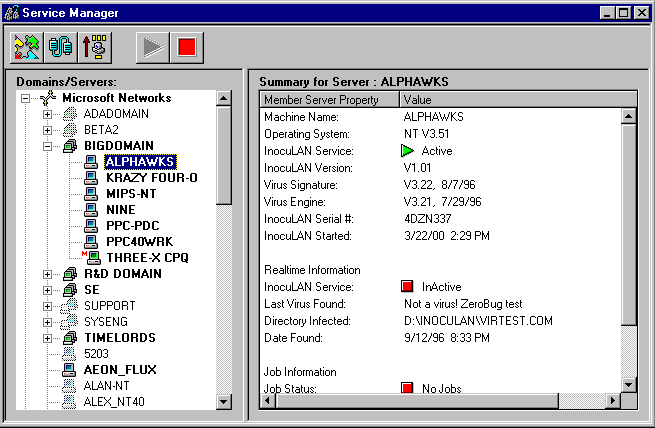 Service Manager
Domains/Servers:
Microsoft Networks
ADADOMAIN
BETA2
BIGDOMAIN
ALPHAWKS
KRAZY FOUR-O
MIPS-NT
NINE
PPC-PDC
PPC40WRK
M THREE-X CPQ
R&D DOMAIN
SE
SUPPORT
SYSENG
TIMELORDS
5203
AEON_FLUX
ALAN-NT
ALEX_NT40
Summary for Server : ALPHAWKS
Member Server Property Value
Machine Name: ALPHAWKS
Operating System: NT V3.51
InocuLAN Service: Active
InocuLAN Version: V1.01
Virus Signature: V3.22, 8/7/96
Virus Engine: V3.21, 7/29/96
InocuLAN Serial #: 4DZN337
InocuLAN Started: 3/22/00 2:29 PM
Realtime Information
InocuLAN Service: InActive
Last Virus Found: Not a virus! ZeroBug test
Directory Infected: D:\INOCULAN\VIRTEST.COM
Date Found: 9/12/96 8:33 PM
Job Information
Job Status: No Jobs